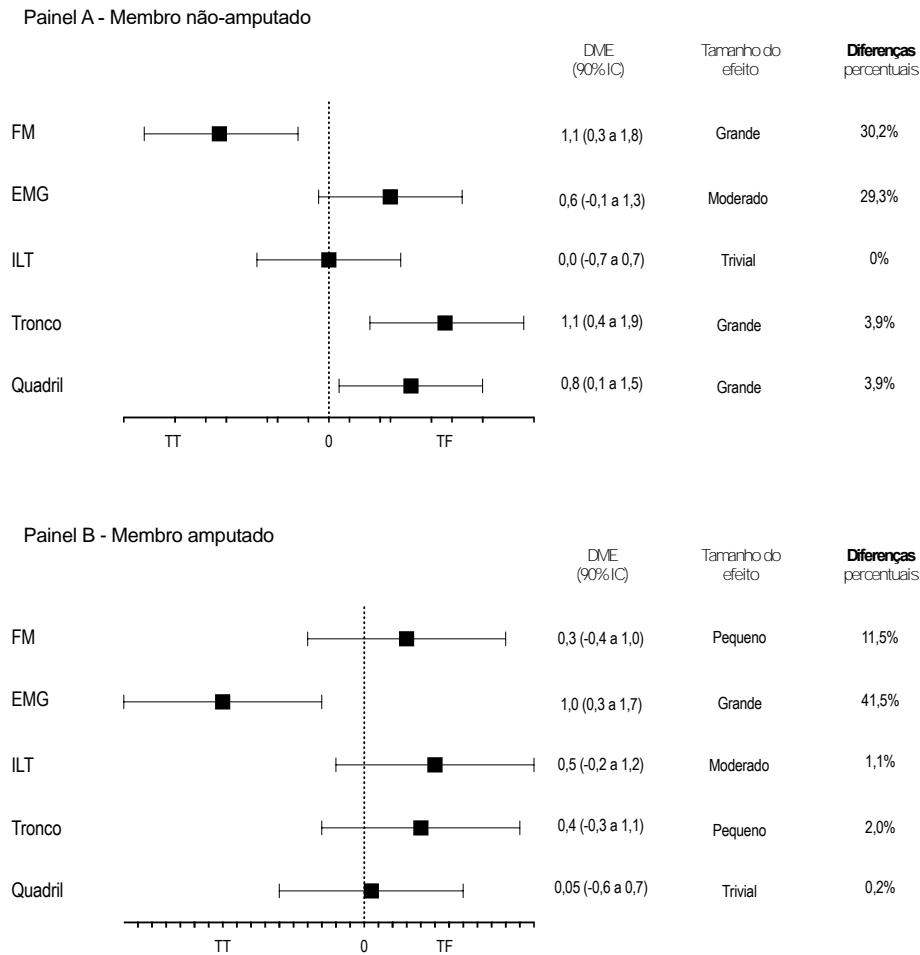 Painel A - Membro não-amputado
DME Tamanho do Diferenças
(90% IC) efeito percentuais
FM 1,1 (0,3 a 1,8) Grande 30,2%
EMG 0,6 (-0,1 a 1,3) Moderado 29,3%
ILT 0,0 (-0,7 a 0,7) Trivial 0%
Tronco 1,1 (0,4 a 1,9) Grande 3,9%
Quadril 0,8 (0,1 a 1,5) Grande 3,9%
TT 0 TF
Painel B - Membro amputado
DME Tamanho do Diferenças
(90% IC) efeito percentuais
FM 0,3 (-0,4 a 1,0) Pequeno 11,5%
EMG 1,0 (0,3 a 1,7) Grande 41,5%
ILT 0,5 (-0,2 a 1,2) Moderado 1,1%
Tronco 0,4 (-0,3 a 1,1) Pequeno 2,0%
Quadril 0,05 (-0,6 a 0,7) Trivial 0,2%
TT 0 TF